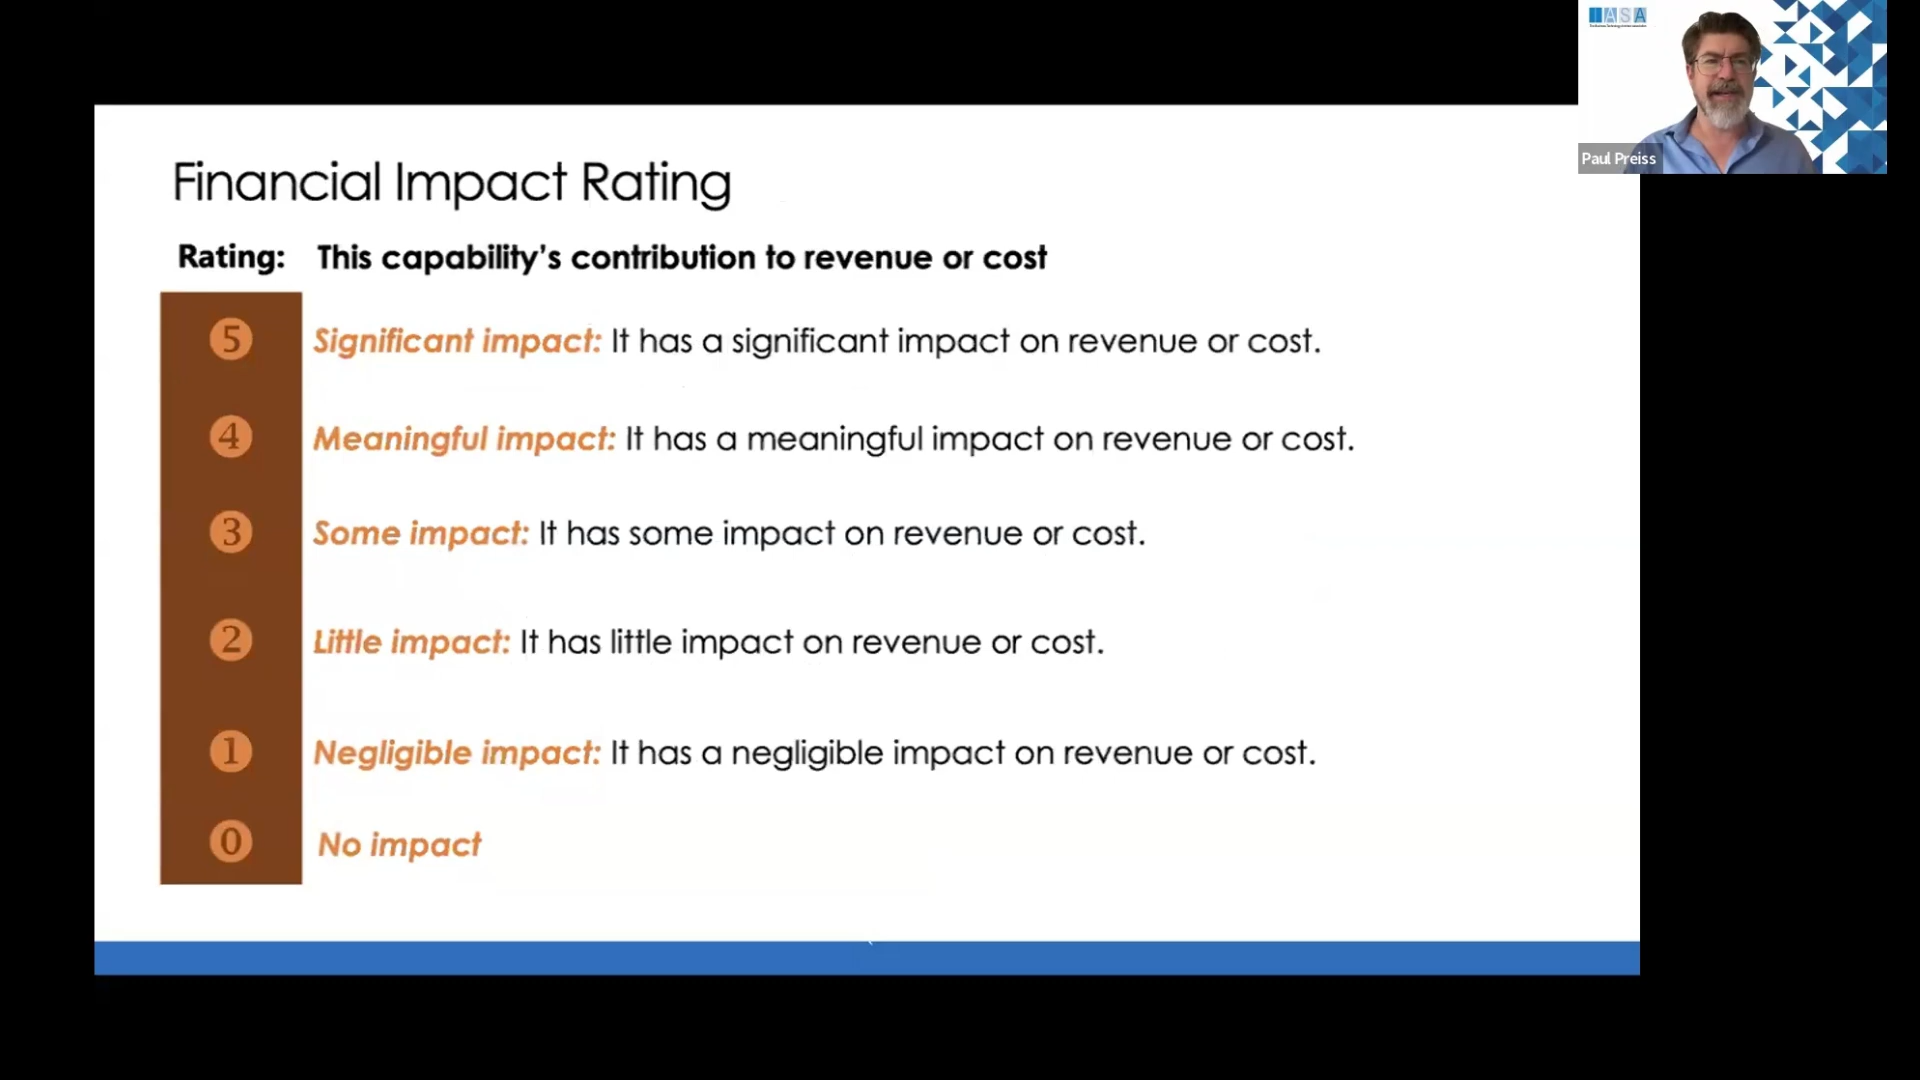 IASA
Paul Preiss
Financial Impact Rating
Rating: This capability's contribution to revenue or cost
5 Significant impact: It has a significant impact on revenue or cost.
4 Meaningful impact: It has a meaningful impact on revenue or cost.
3 Some impact: It has some impact on revenue or cost.
2 Little impact: It has little impact on revenue or cost.
1 Negligible impact: It has a negligible impact on revenue or cost.
0 No impact